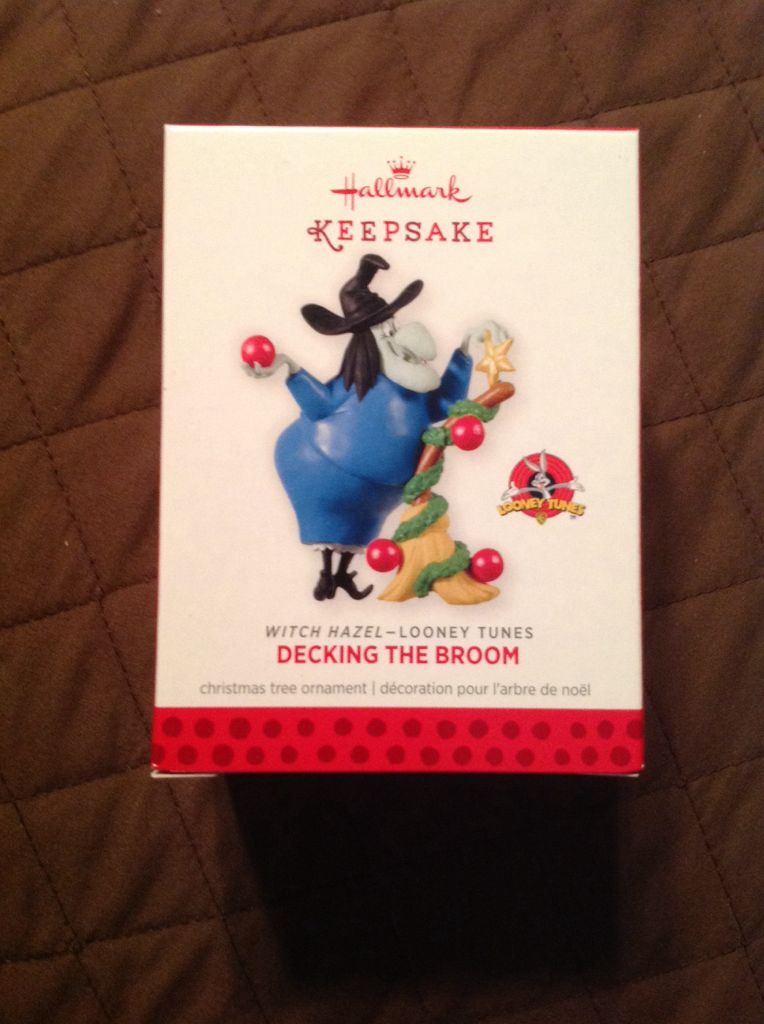 Hallmark
KEEPSAKE
LOONEY TUNES
WITCH HAZEL–LOONEY TUNES
DECKING THE BROOM
christmas tree ornament | décoration pour l'arbre de noël